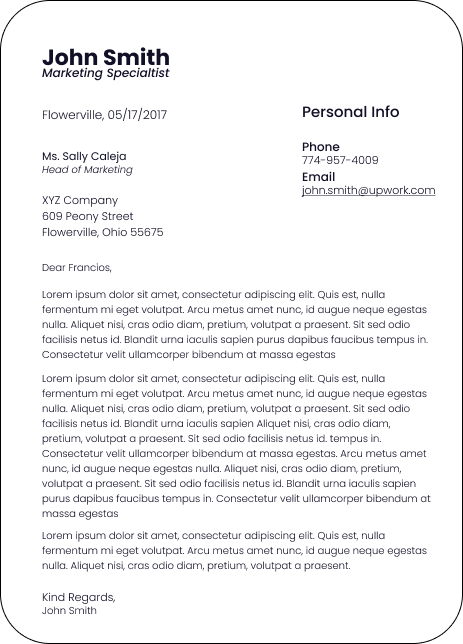 John Smith
Marketing Specialtist
Flowerville, 05/17/2017
Personal Info
Phone
774-957-4009
Email
john.smith@upwork.com
Ms. Sally Caleja
Head of Marketing
XYZ Company
609 Peony Street
Flowerville, Ohio 55675
Dear Francios,
Lorem ipsum dolor sit amet, consectetur adipiscing elit. Quis est, nulla
fermentum mi eget volutpat. Arcu metus amet nunc, id augue neque egestas
nulla. Aliquet nisi, cras odio diam, pretium, volutpat a praesent. Sit sed odio
facilisis netus id. Blandit urna iaculis sapien purus dapibus faucibus tempus in.
Consectetur velit ullamcorper bibendum at massa egestas
Lorem ipsum dolor sit amet, consectetur adipiscing elit. Quis est, nulla
fermentum mi eget volutpat. Arcu metus amet nunc, id augue neque egestas
nulla. Aliquet nisi, cras odio diam, pretium, volutpat a praesent. Sit sed odio
facilisis netus id. Blandit urna iaculis sapien Aliquet nisi, cras odio diam,
pretium, volutpat a praesent. Sit sed odio facilisis netus id. tempus in.
Consectetur velit ullamcorper bibendum at massa egestas. Arcu metus amet
nunc, id augue neque egestas nulla. Aliquet nisi, cras odio diam, pretium,
volutpat a praesent. Sit sed odio facilisis netus id. Blandit urna iaculis sapien
purus dapibus faucibus tempus in. Consectetur velit ullamcorper bibendum at
massa egestas
Lorem ipsum dolor sit amet, consectetur adipiscing elit. Quis est, nulla
fermentum mi eget volutpat. Arcu metus amet nunc, id augue neque egestas
nulla. Aliquet nisi, cras odio diam, pretium, volutpat a praesent.
Kind Regards,
John Smith